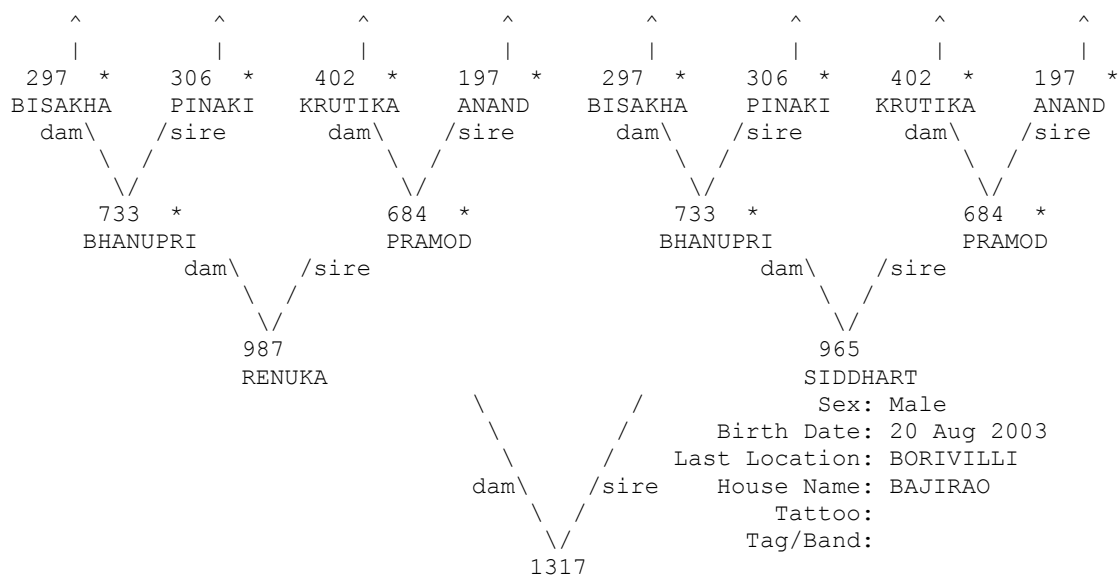 ^ ^ ^ ^ ^ ^ ^ ^
| | | | | | | |
297 * 306 * 402 * 197 * 297 * 306 * 402 * 197 *
BISAKHA PINAKI KRUTIKA ANAND BISAKHA PINAKI KRUTIKA ANAND
dam\ /sire dam\ /sire dam\ /sire dam\ /sire
\ / \ / \ / \ /
\/ \/ \/ \/
733 * 684 * 733 * 684 *
BHANUPRI PRAMOD BHANUPRI PRAMOD
dam\ /sire dam\ /sire
\ / \ /
\/ \/
987 965
RENUKA SIDDHART
\ / Sex: Male
\ / Birth Date: 20 Aug 2003
\ / Last Location: BORIVILLI
dam\ /sire House Name: BAJIRAO
\ / Tattoo:
\/ Tag/Band:
1317